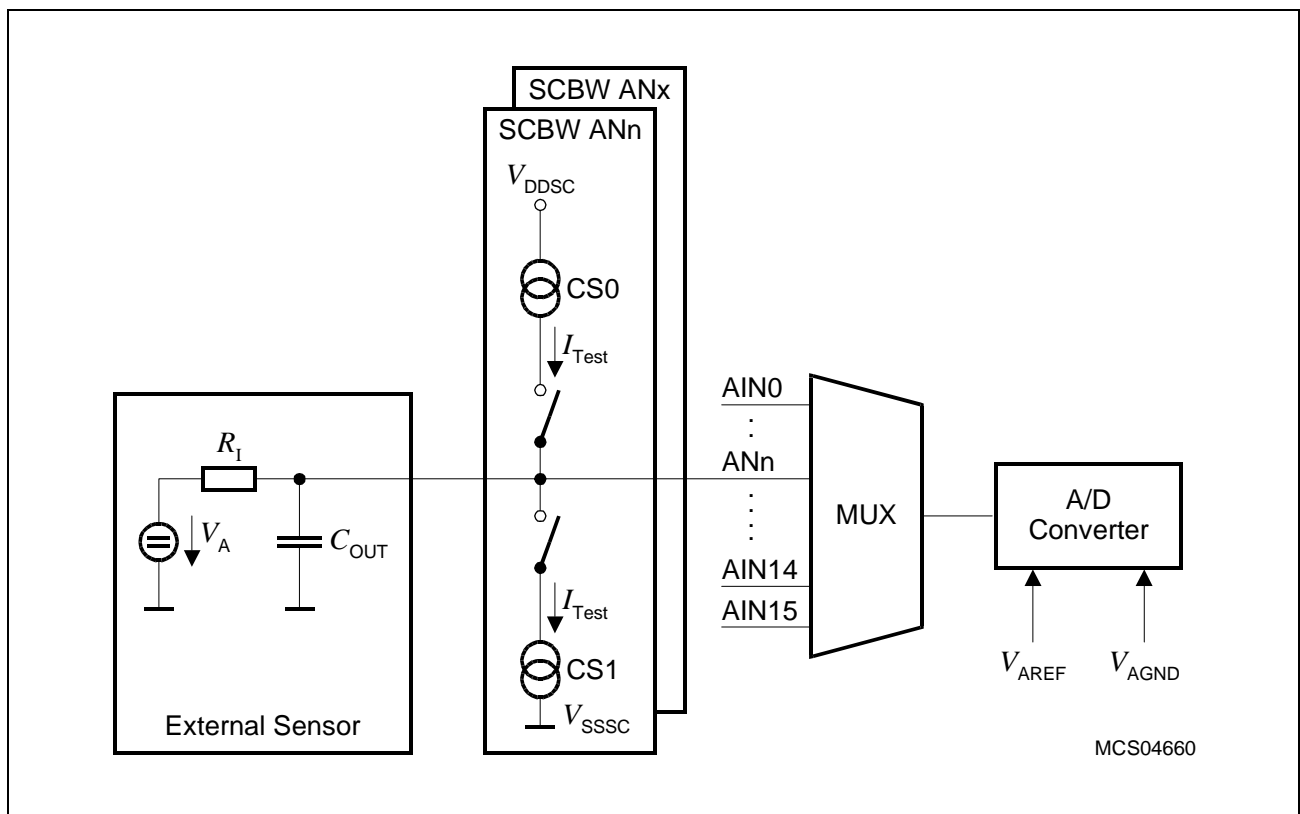 SCBW ANx
SCBW ANn
VDDSC
CS0
ITest
AIN0
RI
ANn
VA
COUT
MUX
A/D
Converter
AIN14
ITest
AIN15
CS1
VAREF
VAGND
External Sensor
VSSSC
MCS04660